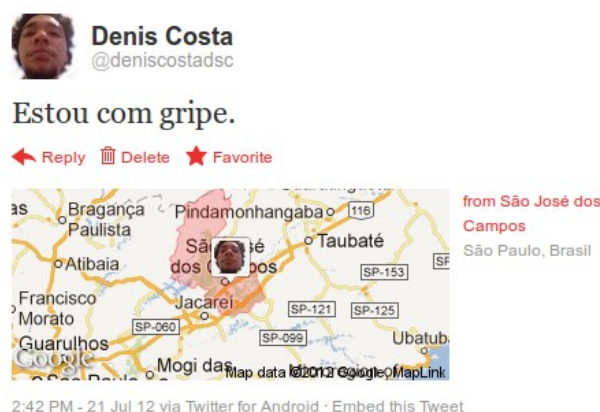 Denis Costa
@deniscostadsc
Estou com gripe.
Reply Delete Favorite
from São José dos
Campos
São Paulo, Brasil
as
Bragança
Paulista
Pindamonhangaba
116
Taubaté
Atibaia
SP-153
Francisco
Morato
Jacareí
SP-121
SP-125
SP-060
SP-099
Guarulhos
Ubatub
Google
Mogi das
Map data ©2012 Google, MapLink
2:42 PM - 21 Jul 12 via Twitter for Android · Embed this Tweet